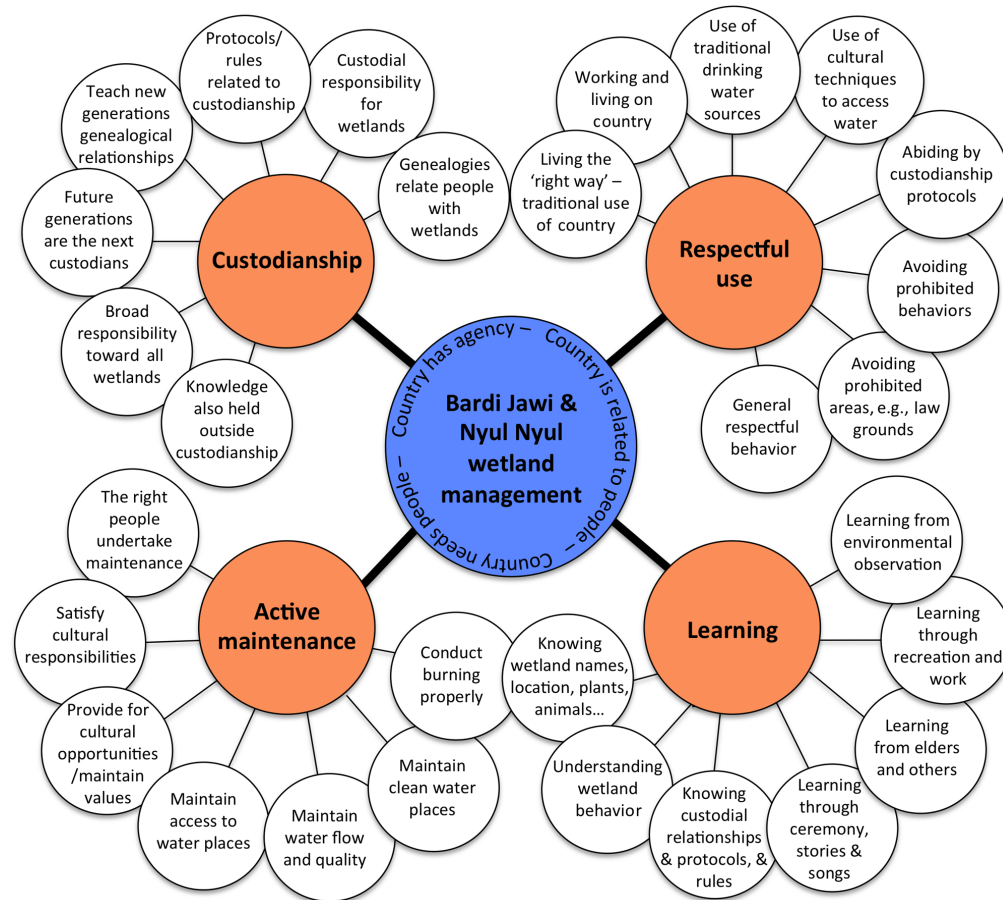 Protocols/
rules
related to
custodianship
Custodial
responsibility
for
wetlands
Teach new
generations
genealogical
relationships
Genealogies
relate people
with
wetlands
Future
generations
are the next
custodians
Custodianship
Broad
responsibility
toward all
wetlands
Knowledge
also held
outside
custodianship
Use of
traditional
drinking
water
sources
Use of
cultural
techniques
to access
water
Working and
living on
country
Living the
‘right way’ –
traditional use
of country
Abiding by
custodianship
protocols
Respectful
use
Avoiding
prohibited
behaviors
Avoiding
prohibited
areas, e.g., law
grounds
General
respectful
behavior
Country has agency – Country is related to people – Country needs people –
Bardi Jawi &
Nyul Nyul
wetland
management
The right
people
undertake
maintenance
Satisfy
cultural
responsibilities
Active
maintenance
Provide for
cultural
opportunities
/maintain
values
Maintain
access to
water places
Maintain
water flow
and quality
Maintain
clean water
places
Conduct
burning
properly
Learning from
environmental
observation
Learning
through
recreation and
work
Learning
Learning
from elders
and others
Learning
through
ceremony,
stories &
songs
Knowing
custodial
relationships
& protocols, &
rules
Understanding
wetland
behavior
Knowing
wetland names,
location, plants,
animals...